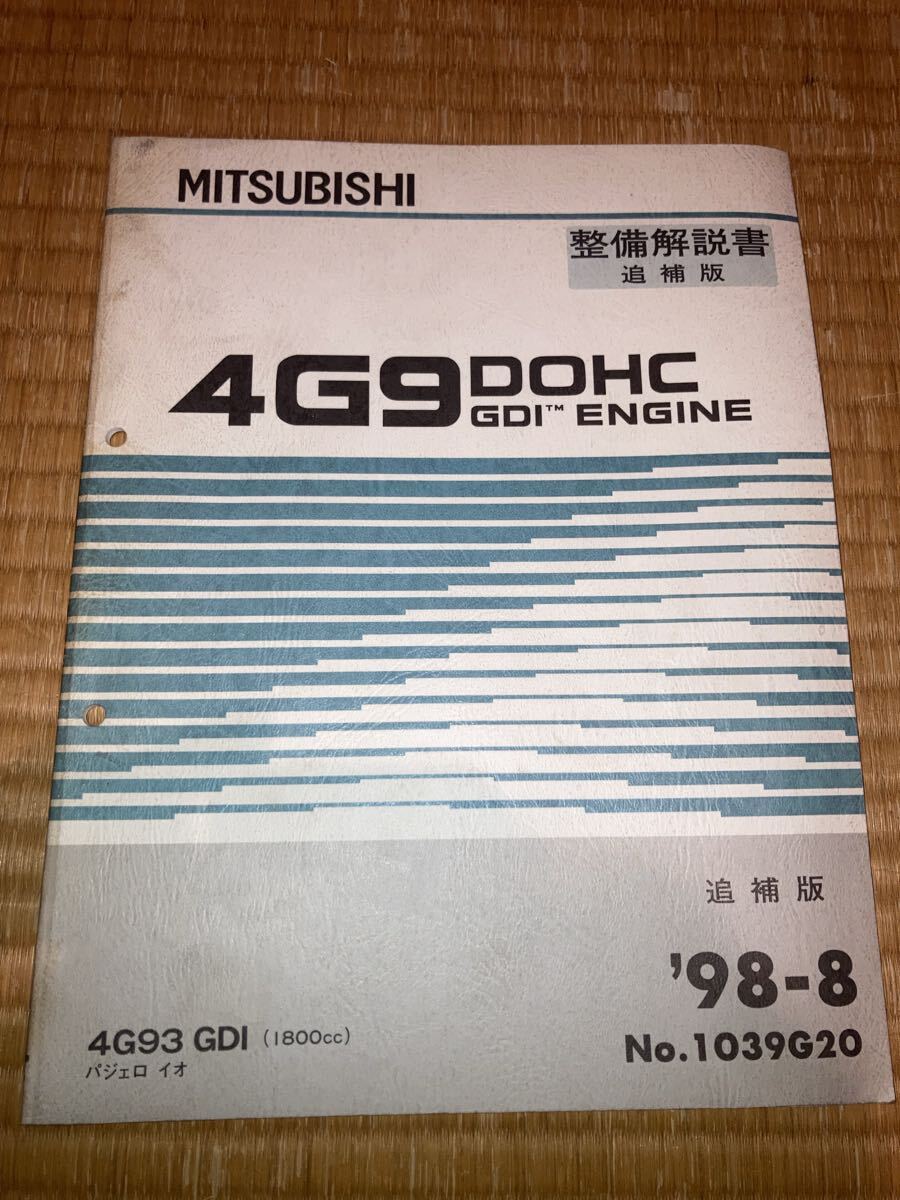 MITSUBISHI
整備解説書
追補版
4G9 DOHC
GDI™ ENGINE
追補版
'98-8
No.1039G20
4G93 GDI (1800cc)
パジェロ イオ